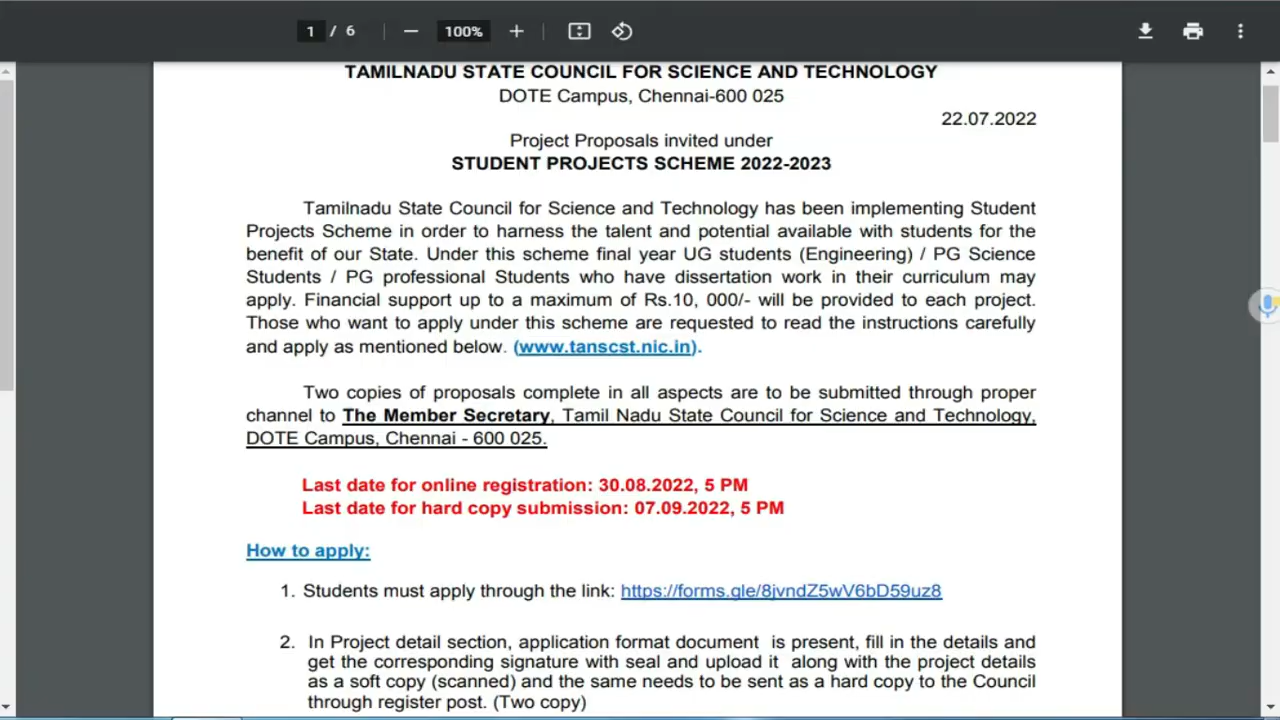 1 / 6 100%
TAMILNADU STATE COUNCIL FOR SCIENCE AND TECHNOLOGY
DOTE Campus, Chennai-600 025
22.07.2022
Project Proposals invited under
STUDENT PROJECTS SCHEME 2022-2023
Tamilnadu State Council for Science and Technology has been implementing Student
Projects Scheme in order to harness the talent and potential available with students for the
benefit of our State. Under this scheme final year UG students (Engineering) / PG Science
Students / PG professional Students who have dissertation work in their curriculum may
apply. Financial support up to a maximum of Rs.10, 000/- will be provided to each project.
Those who want to apply under this scheme are requested to read the instructions carefully
and apply as mentioned below. (www.tanscst.nic.in).
Two copies of proposals complete in all aspects are to be submitted through proper
channel to The Member Secretary, Tamil Nadu State Council for Science and Technology,
DOTE Campus, Chennai - 600 025.
Last date for online registration: 30.08.2022, 5 PM
Last date for hard copy submission: 07.09.2022, 5 PM
How to apply:
1. Students must apply through the link: https://forms.gle/8jvndZ5wV6bD59uz8
2. In Project detail section, application format document is present, fill in the details and
get the corresponding signature with seal and upload it along with the project details
as a soft copy (scanned) and the same needs to be sent as a hard copy to the Council
through register post. (Two copy)